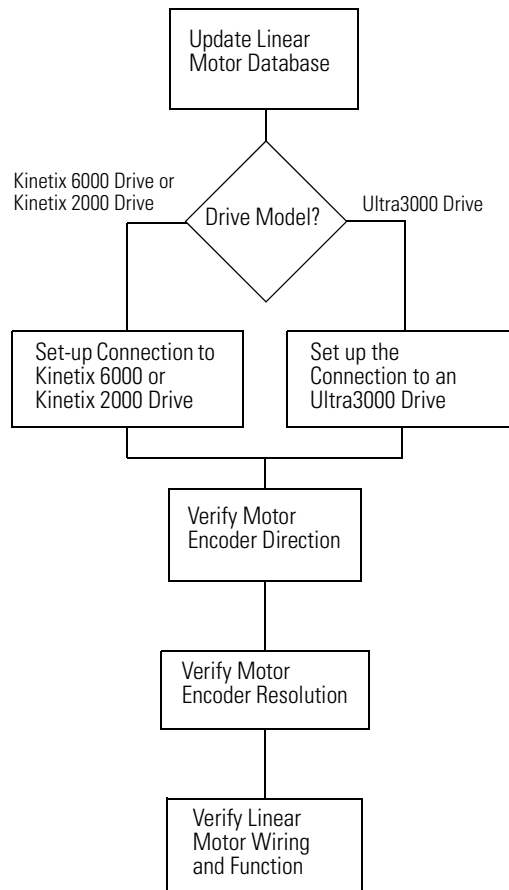 Update Linear
Motor Database
Kinetix 6000 Drive or
Kinetix 2000 Drive
Drive Model?
Ultra3000 Drive
Set-up Connection to
Kinetix 6000 or
Kinetix 2000 Drive
Set up the
Connection to an
Ultra3000 Drive
Verify Motor
Encoder Direction
Verify Motor
Encoder Resolution
Verify Linear
Motor Wiring
and Function